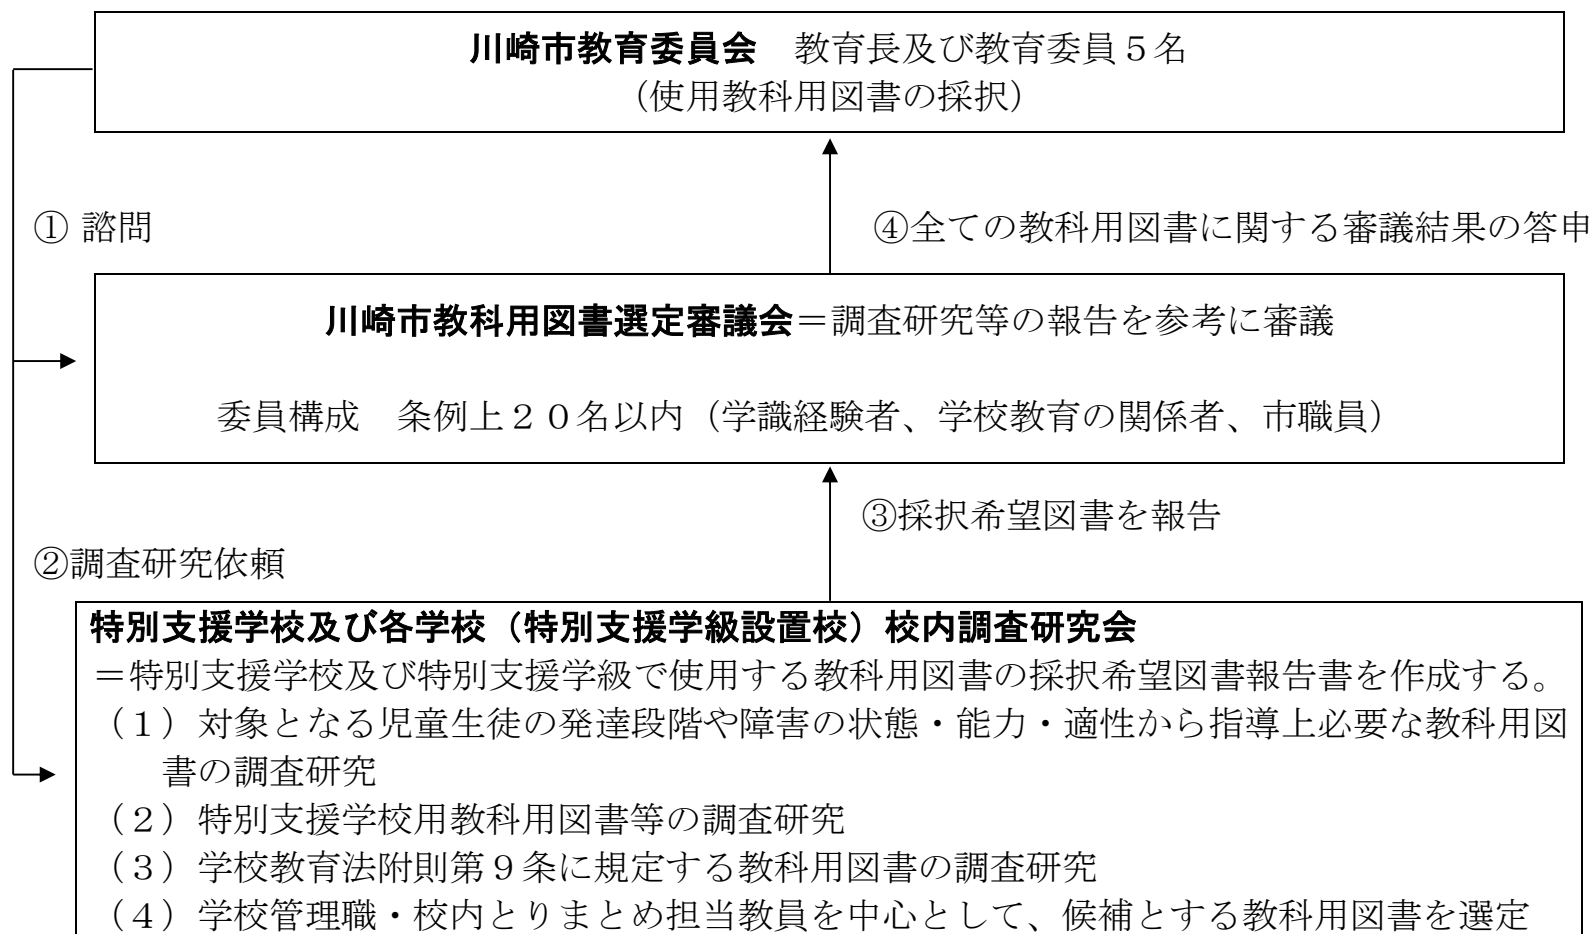 川崎市教育委員会　教育長及び教育委員５名
（使用教科用図書の採択）
① 諮問
④全ての教科用図書に関する審議結果の答申
川崎市教科用図書選定審議会＝調査研究等の報告を参考に審議
委員構成　条例上２０名以内（学識経験者、学校教育の関係者、市職員）
③採択希望図書を報告
②調査研究依頼
特別支援学校及び各学校（特別支援学級設置校）校内調査研究会
＝特別支援学校及び特別支援学級で使用する教科用図書の採択希望図書報告書を作成する。
（１）対象となる児童生徒の発達段階や障害の状態・能力・適性から指導上必要な教科用図
書の調査研究
（２）特別支援学校用教科用図書等の調査研究
（３）学校教育法附則第９条に規定する教科用図書の調査研究
（４）学校管理職・校内とりまとめ担当教員を中心として、候補とする教科用図書を選定